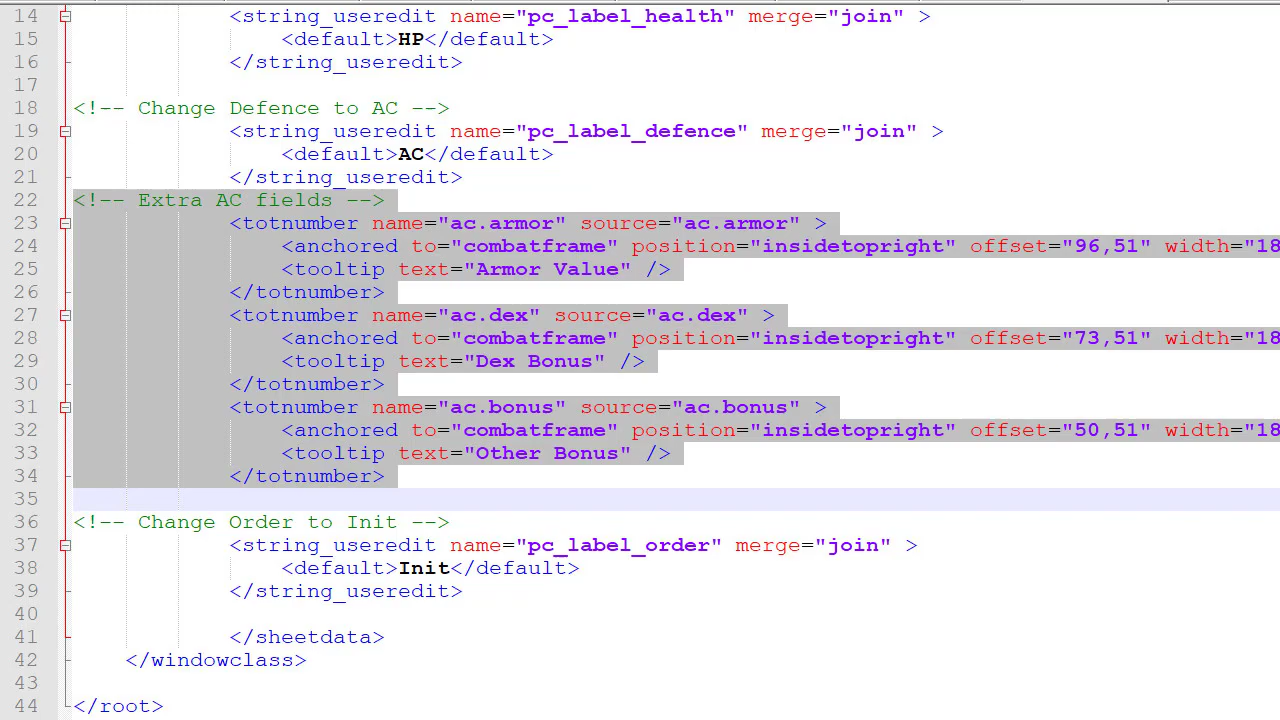 14 <string_useredit name="pc_label_health" merge="join" >
15 <default>HP</default>
16 </string_useredit>
17
18 <!-- Change Defence to AC -->
19 <string_useredit name="pc_label_defence" merge="join" >
20 <default>AC</default>
21 </string_useredit>
22 <!-- Extra AC fields -->
23 <totnumber name="ac.armor" source="ac.armor" >
24 <anchored to="combatframe" position="insidetopright" offset="96,51" width="18
25 <tooltip text="Armor Value" />
26 </totnumber>
27 <totnumber name="ac.dex" source="ac.dex" >
28 <anchored to="combatframe" position="insidetopright" offset="73,51" width="18
29 <tooltip text="Dex Bonus" />
30 </totnumber>
31 <totnumber name="ac.bonus" source="ac.bonus" >
32 <anchored to="combatframe" position="insidetopright" offset="50,51" width="18
33 <tooltip text="Other Bonus" />
34 </totnumber>
35
36 <!-- Change Order to Init -->
37 <string_useredit name="pc_label_order" merge="join" >
38 <default>Init</default>
39 </string_useredit>
40
41 </sheetdata>
42 </windowclass>
43
44 </root>